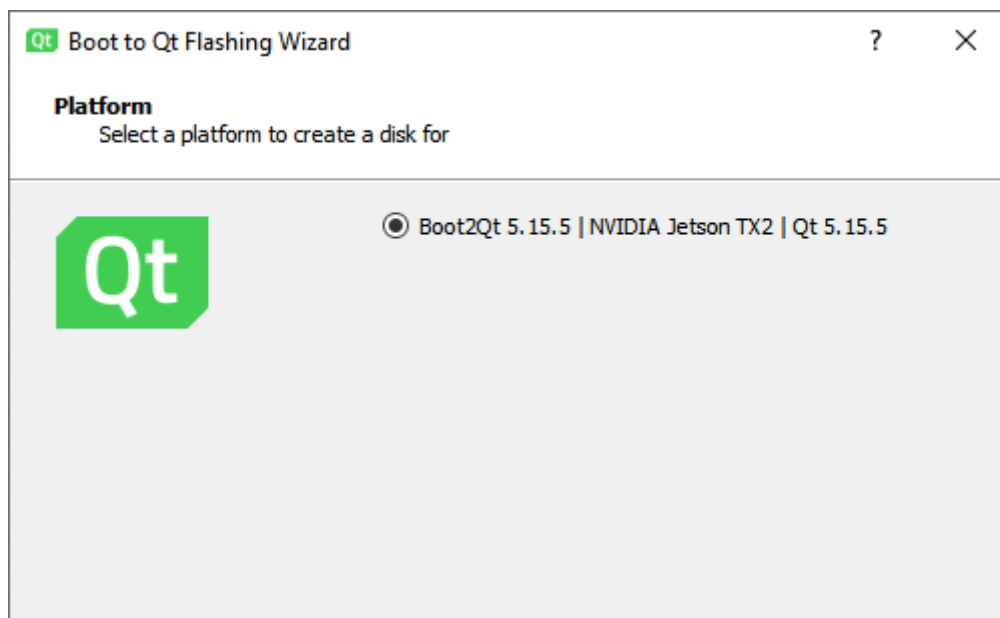 Qt Boot to Qt Flashing Wizard ? ×
Platform
Select a platform to create a disk for
Qt
Boot2Qt 5.15.5 | NVIDIA Jetson TX2 | Qt 5.15.5